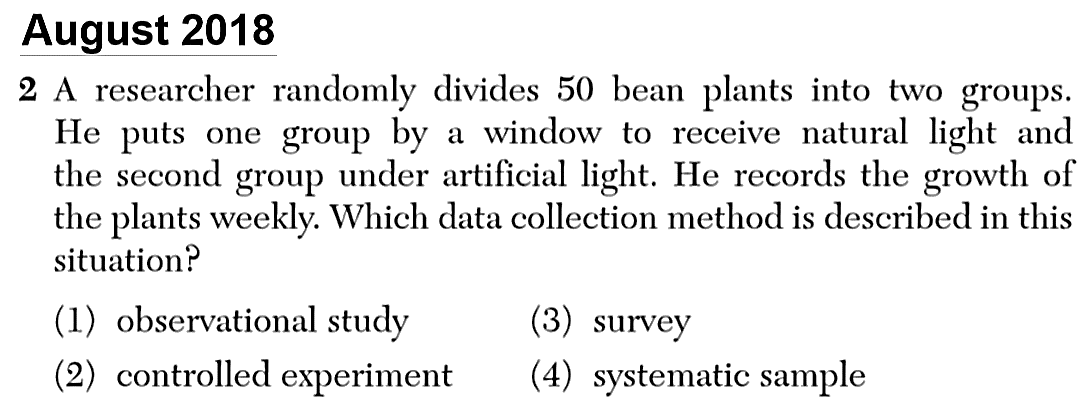 August 2018
2 A researcher randomly divides 50 bean plants into two groups.
He puts one group by a window to receive natural light and
the second group under artificial light. He records the growth of
the plants weekly. Which data collection method is described in this
situation?
(1) observational study (3) survey
(2) controlled experiment (4) systematic sample